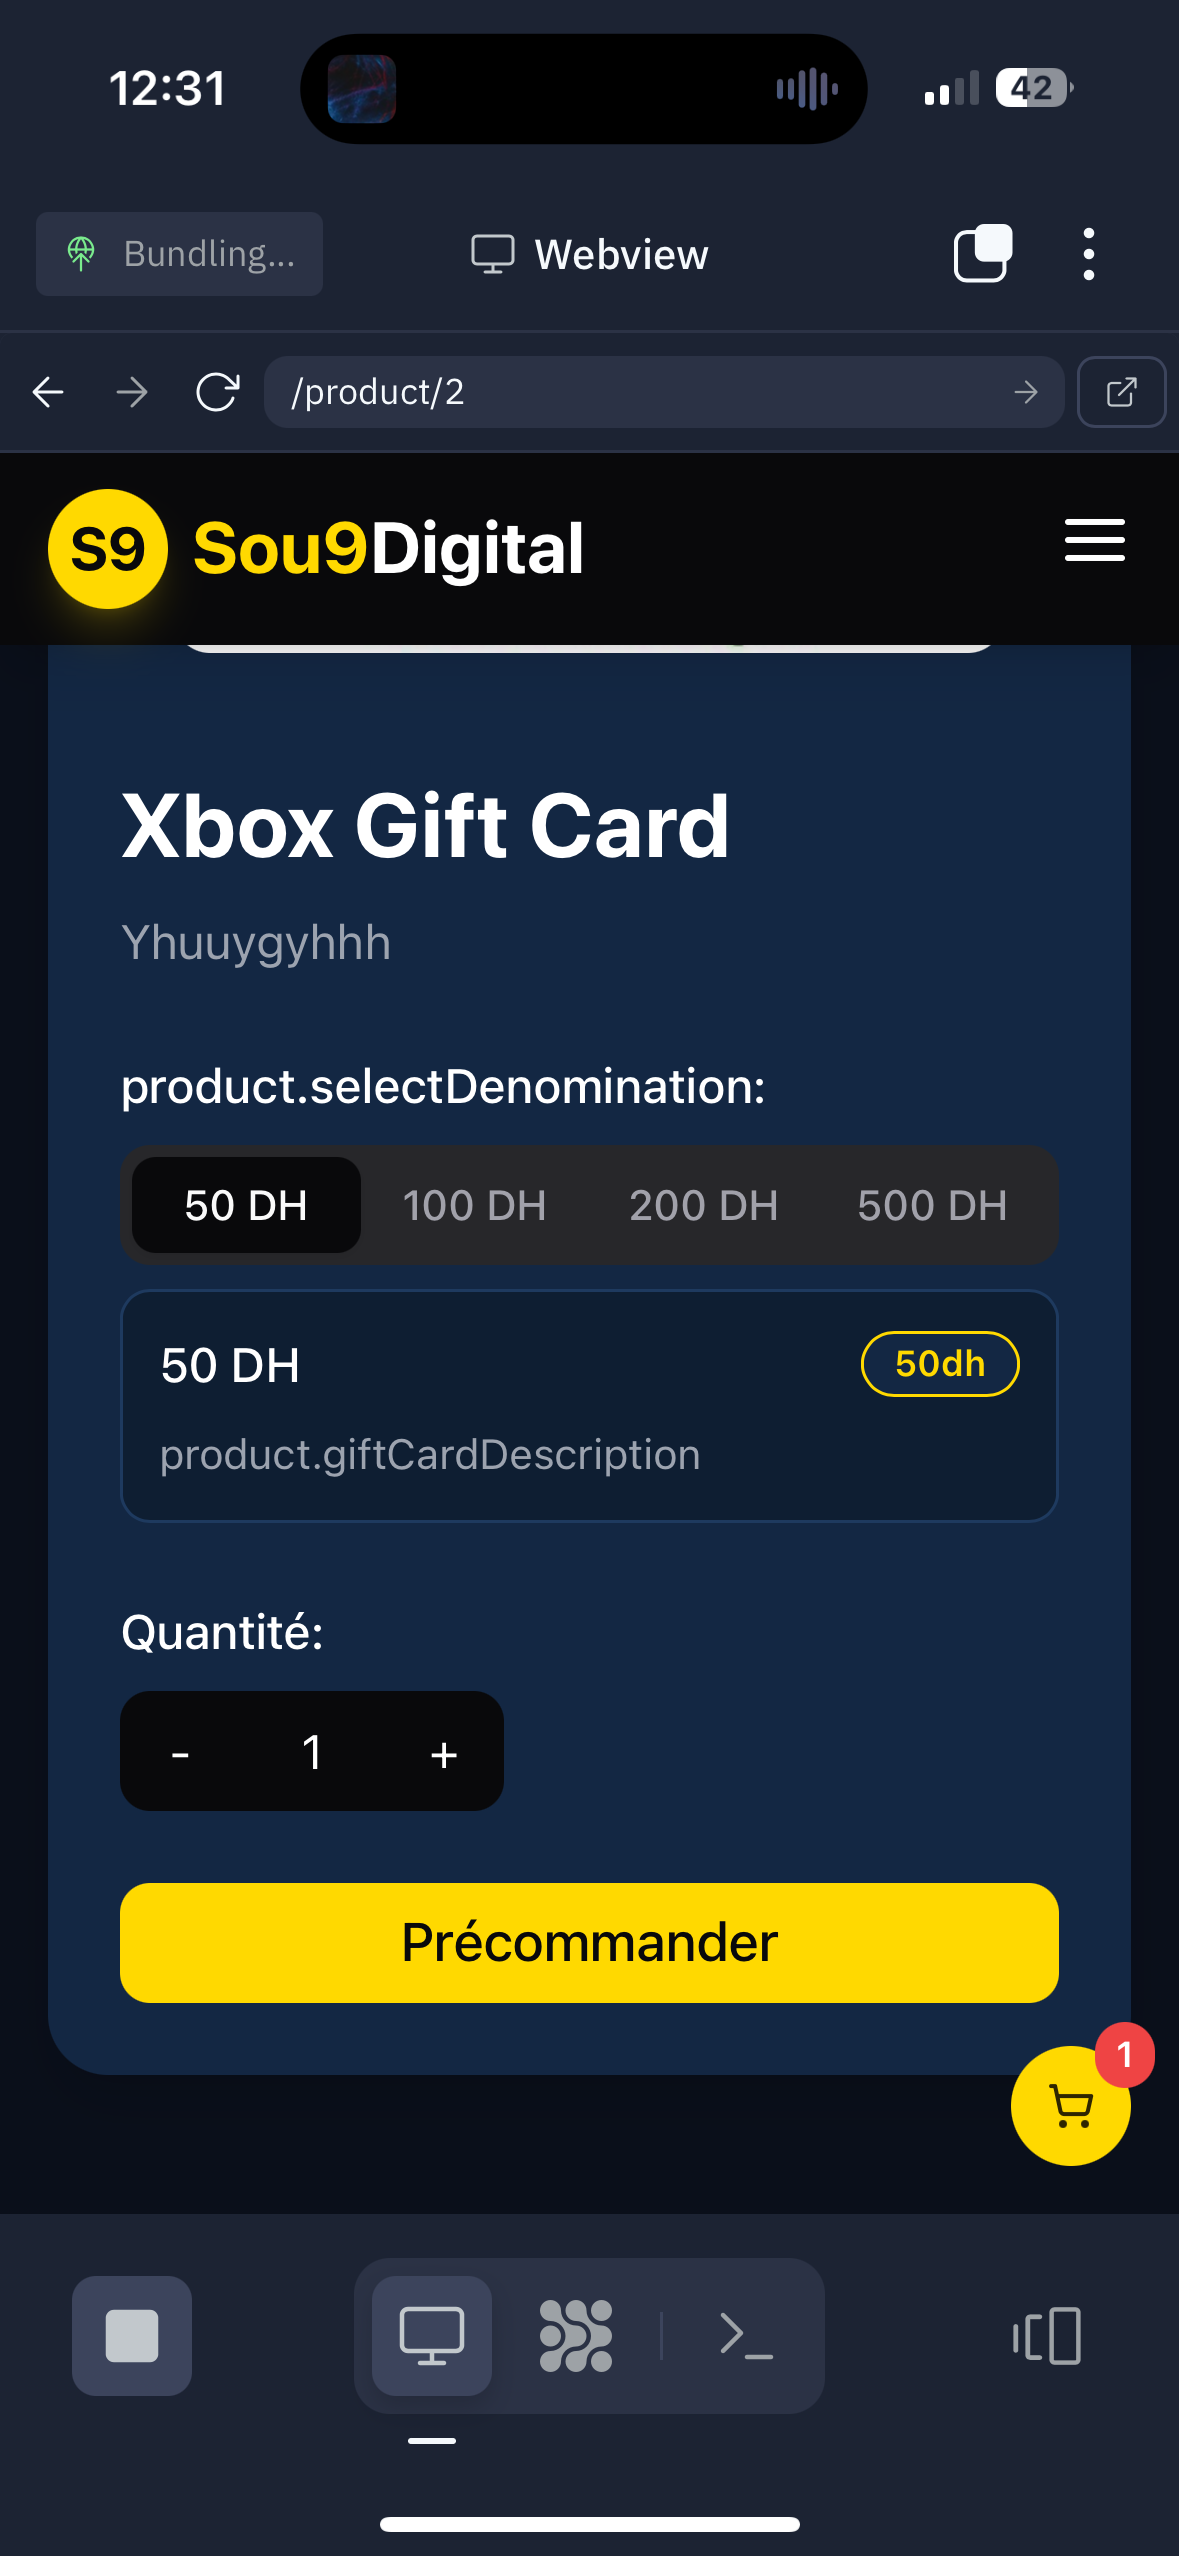 12:31
42
Bundling...
Webview
/product/2
S9 Sou9Digital
Xbox Gift Card
Yhuuygyhhh
product.selectDenomination:
50 DH 100 DH 200 DH 500 DH
50 DH 50dh
product.giftCardDescription
Quantité:
- 1 +
Précommander
1